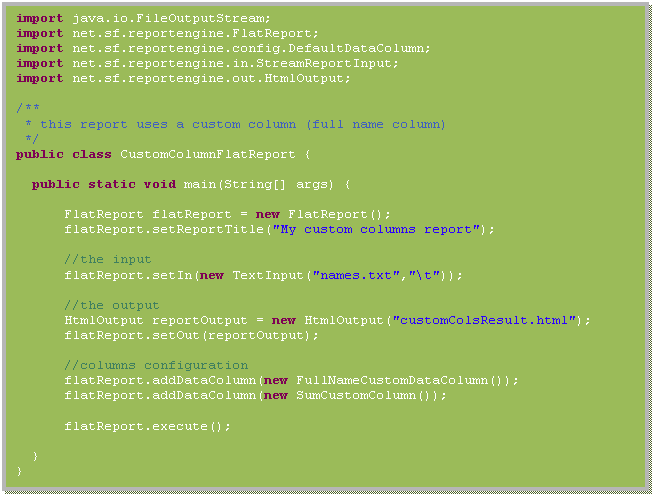 import java.io.FileOutputStream;
import net.sf.reportengine.FlatReport;
import net.sf.reportengine.config.DefaultDataColumn;
import net.sf.reportengine.in.StreamReportInput;
import net.sf.reportengine.out.HtmlOutput;

/**
 * this report uses a custom column (full name column)
 */
public class CustomColumnFlatReport {

  public static void main(String[] args) {

      FlatReport flatReport = new FlatReport();
      flatReport.setReportTitle("My custom columns report");

      //the input
      flatReport.setIn(new TextInput("names.txt","\t"));

      //the output
      HtmlOutput reportOutput = new HtmlOutput("customColsResult.html");
      flatReport.setOut(reportOutput);

      //columns configuration
      flatReport.addDataColumn(new FullNameCustomDataColumn());
      flatReport.addDataColumn(new SumCustomColumn());

      flatReport.execute();

  }
}